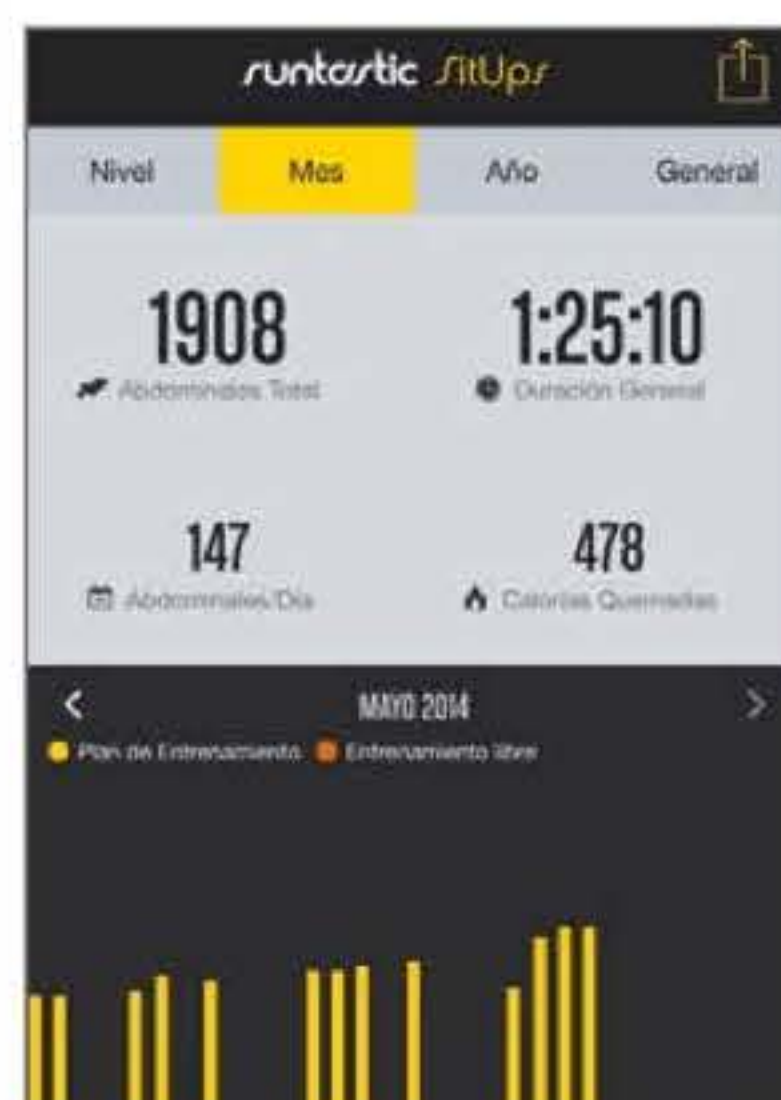 runtastic SitUps
Nivel Mes Año General
1908 1:25:10
Abdominales Total Duración General
147 478
Abdominales/Día Calorías Quemadas
MAYO 2014
Plan de Entrenamiento Entrenamiento libre